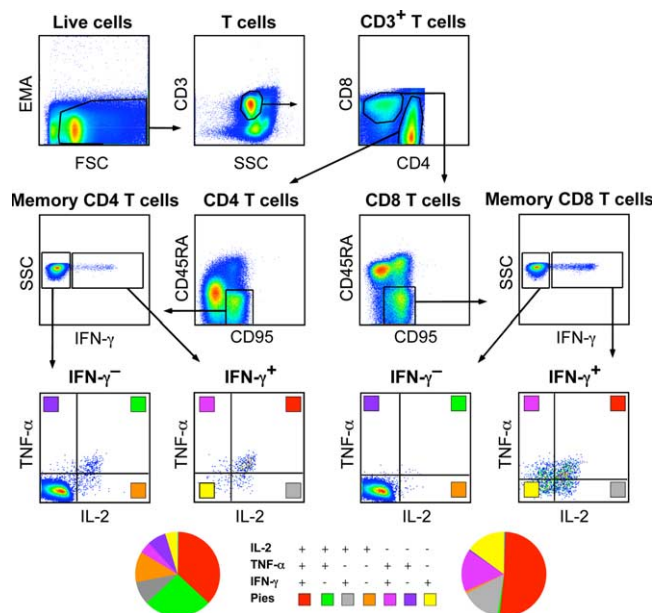 Live cells T cells CD3+ T cells
EMA CD3 CD8
FSC SSC CD4
Memory CD4 T cells CD4 T cells CD8 T cells Memory CD8 T cells
SSC CD45RA CD45RA SSC
IFN-γ CD95 CD95 IFN-γ
IFN-γ− IFN-γ+ IFN-γ− IFN-γ+
TNF-α TNF-α TNF-α TNF-α
IL-2 IL-2 IL-2 IL-2
IL-2 + + + + - - -
TNF-α + + - - + + -
IFN-γ + - + - + - +
Pies